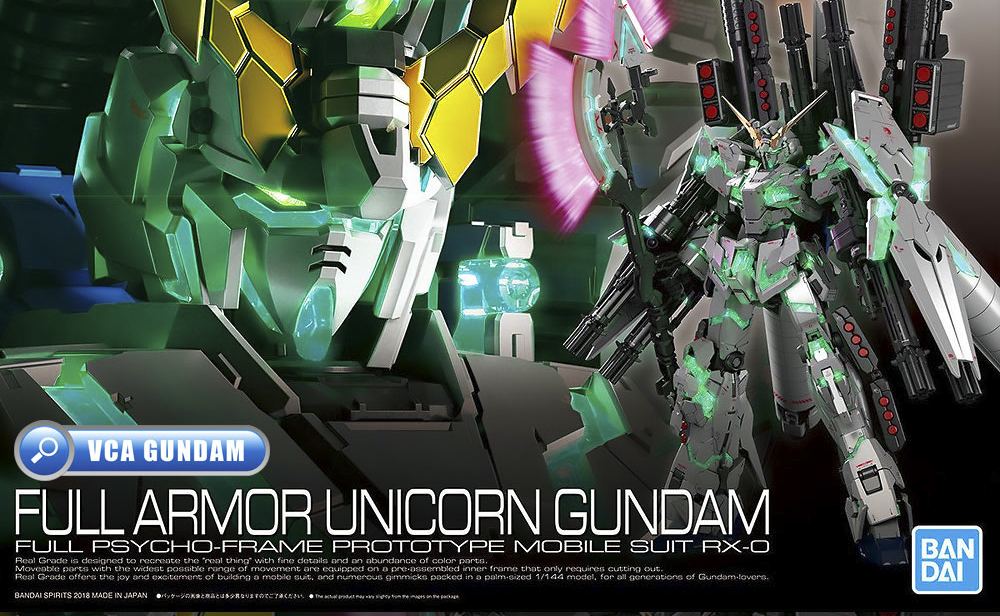 VCA GUNDAM
FULL ARMOR UNICORN GUNDAM
FULL PSYCHO-FRAME PROTOTYPE MOBILE SUIT RX-0
Real Grade is designed to recreate the "real thing" with fine details and an abundance of color parts.
Movable parts with the widest possible range of movement are equipped on a pre-assembled inner frame that only requires cutting out.
Real Grade offers the joy and excitement of building a mobile suit, and numerous gimmicks packed in a palm-sized 1/144 model, for all generations of Gundam-lovers.
BANDAI SPIRITS 2018 MADE IN JAPAN ●パッケージの画像と商品とは多少異なりますのでご了承ください。 ● The actual product may vary slightly from the images on the package.
BAN
DAI